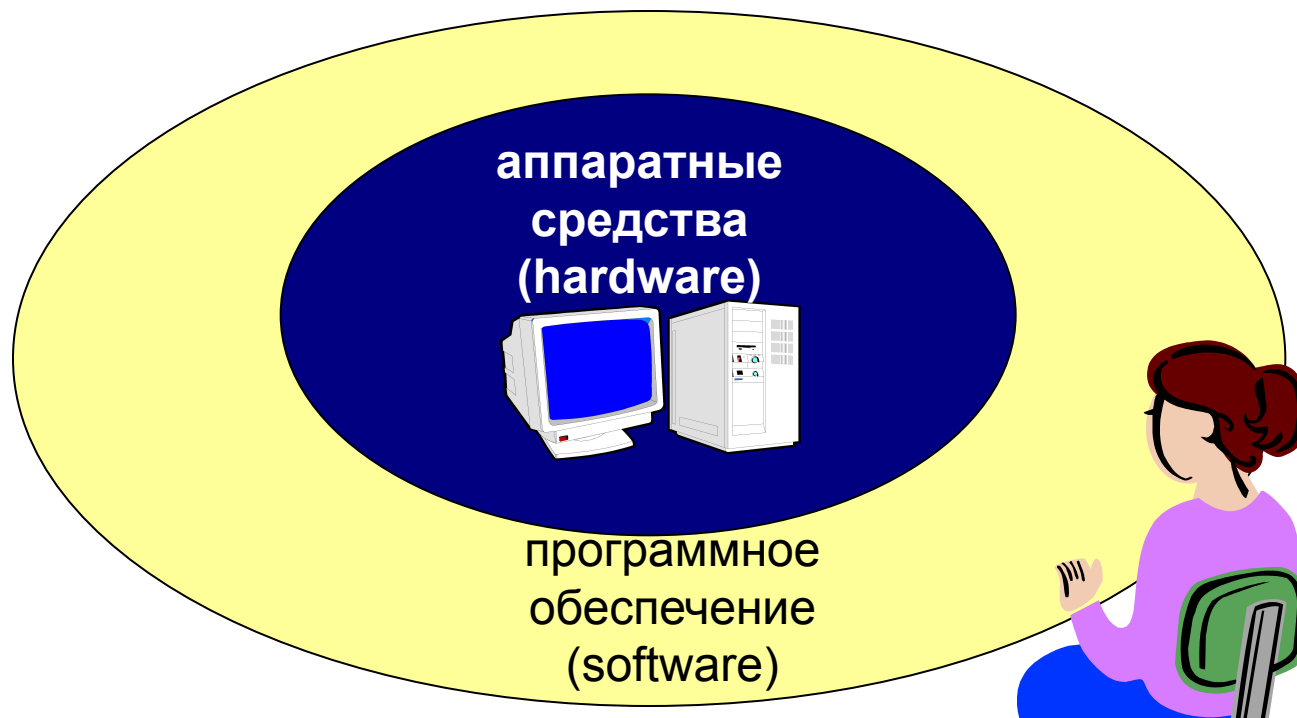 аппаратные
средства
(hardware)
программное
обеспечение
(software)